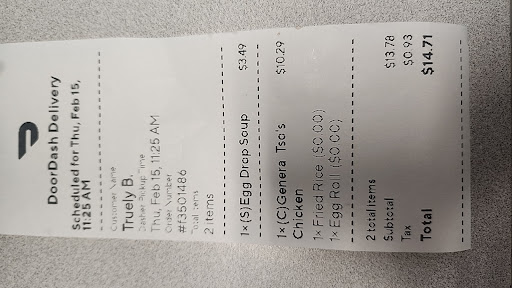 DoorDash Delivery
Scheduled for Thu, Feb 15,
11:25 AM
Customer Name
Truely B.
Dasher Pickup Time
Thu, Feb 15, 11:25 AM
Order Number
#f3501486
Total Items
2 Items
1x (S)Egg Drop Soup $3.49
1x (C)Genera Tso's $10.29
Chicken
1x Fried Rice ($0.00)
1x Egg Roll ($0.00)
2 total items
Subtotal $13.78
Tax $0.93
Total $14.71